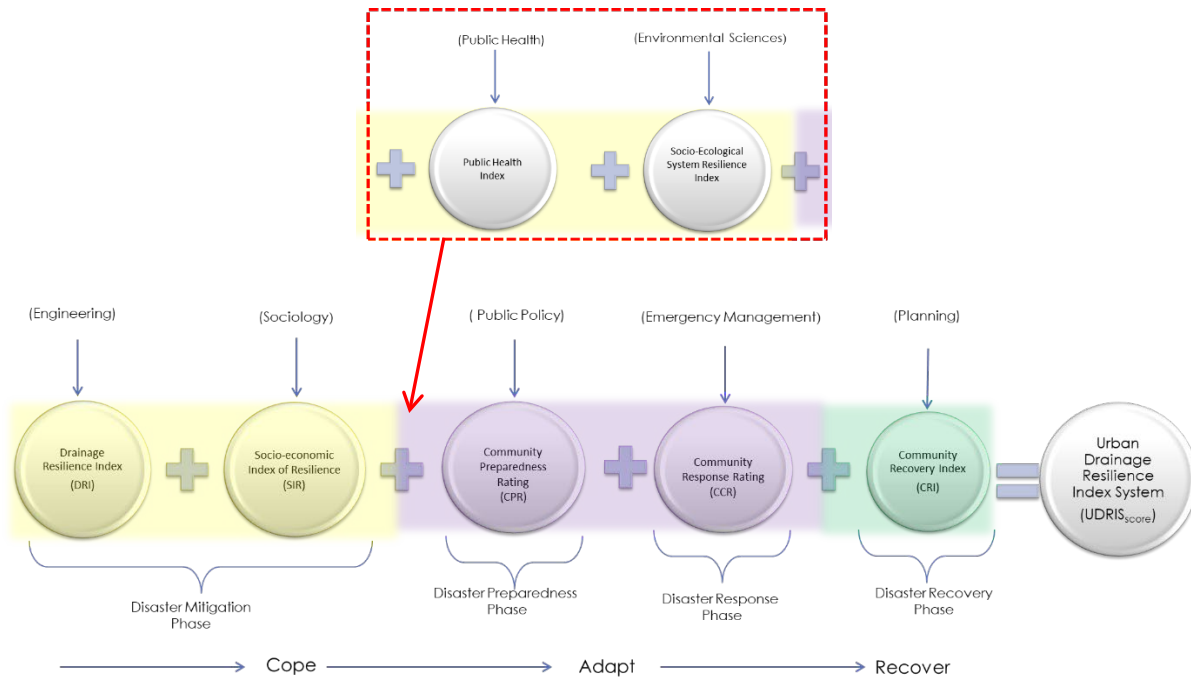 (Public Health)
(Environmental Sciences)
Public Health
Index
Socio-Ecological
System Resilience
Index
(Engineering)
(Sociology)
( Public Policy)
(Emergency Management)
(Planning)
Drainage
Resilience Index
(DRI)
Socio-economic
Index of Resilience
(SIR)
Community
Preparedness
Rating
(CPR)
Community
Response Rating
(CCR)
Community
Recovery Index
(CRI)
Urban
Drainage
Resilience
Index System
(UDRISscore)
Disaster Mitigation
Phase
Disaster Preparedness
Phase
Disaster Response
Phase
Disaster Recovery
Phase
Cope
Adapt
Recover